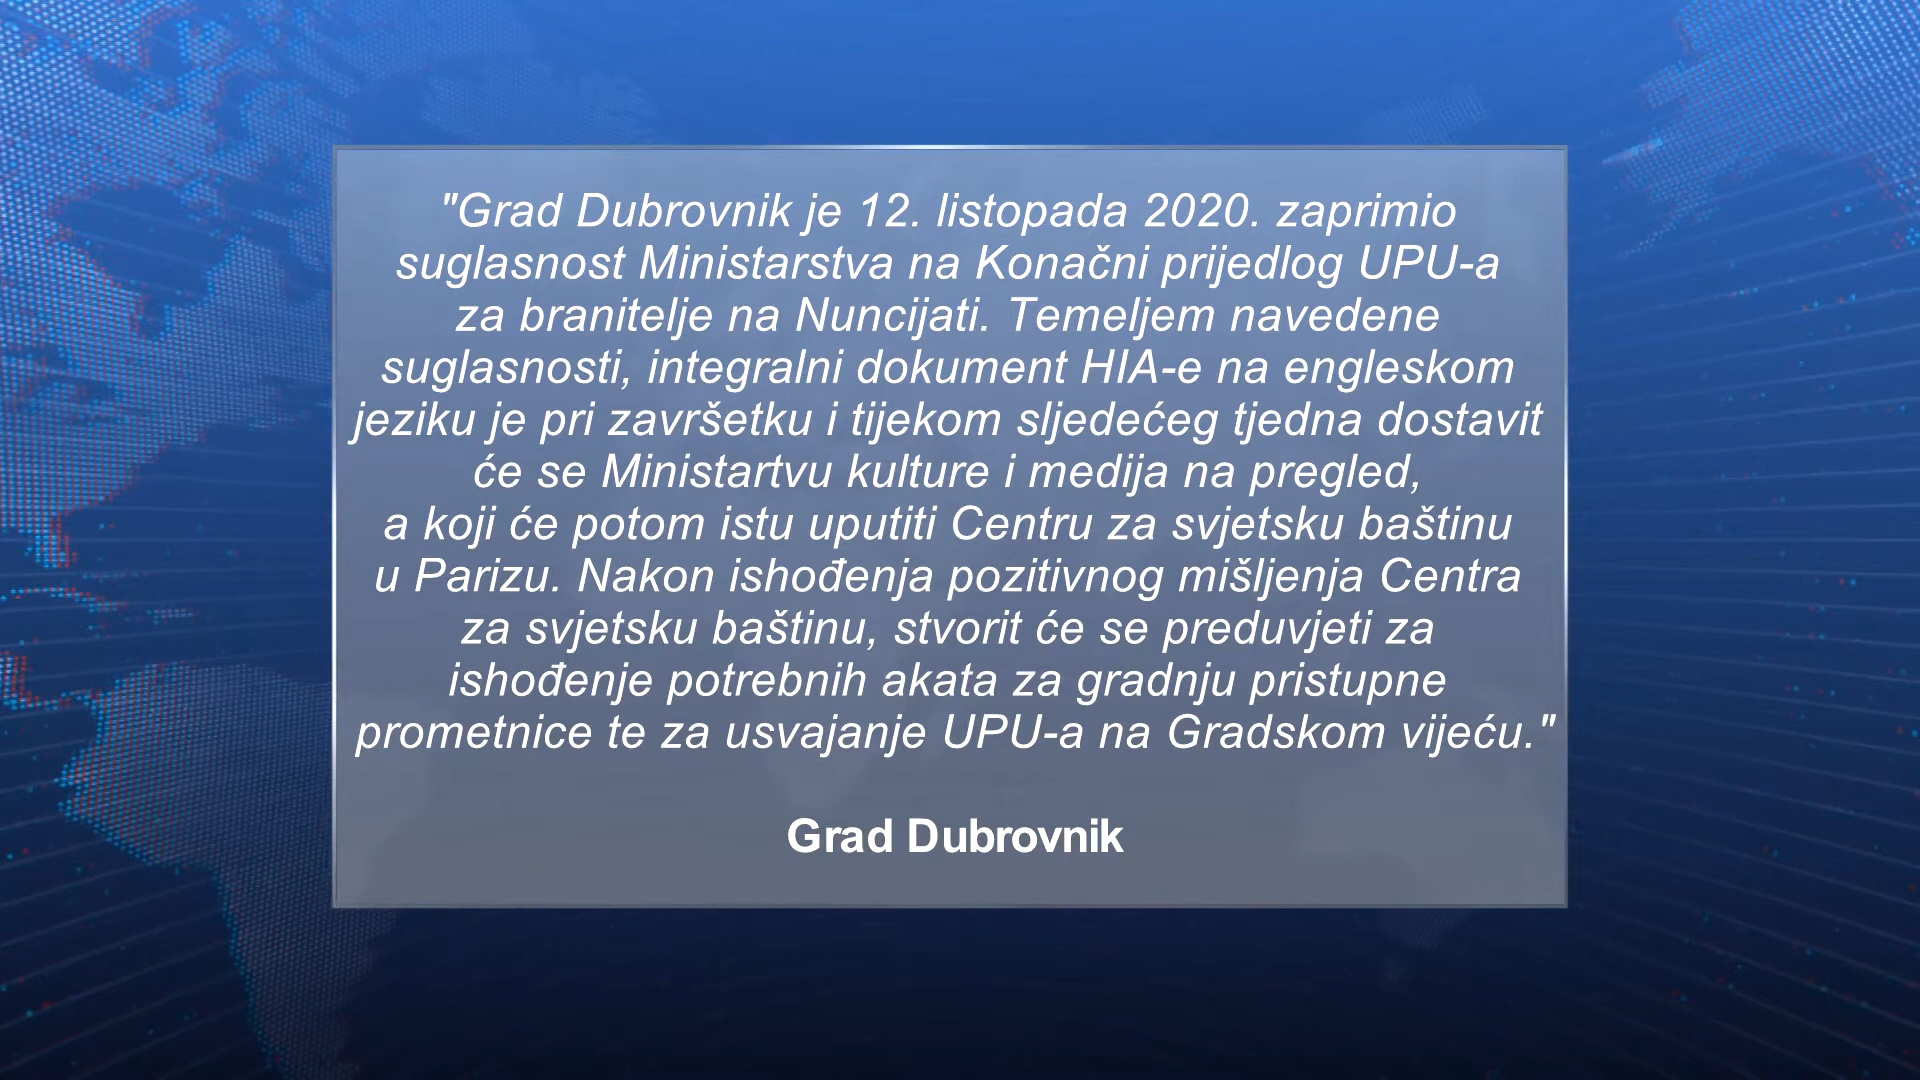 "Grad Dubrovnik je 12. listopada 2020. zaprimio
suglasnost Ministarstva na Konačni prijedlog UPU-a
za branitelje na Nuncijati. Temeljem navedene
suglasnosti, integralni dokument HIA-e na engleskom
jeziku je pri završetku i tijekom sljedećeg tjedna dostavit
će se Ministartvu kulture i medija na pregled,
a koji će potom istu uputiti Centru za svjetsku baštinu
u Parizu. Nakon ishođenja pozitivnog mišljenja Centra
za svjetsku baštinu, stvorit će se preduvjeti za
ishođenje potrebnih akata za gradnju pristupne
prometnice te za usvajanje UPU-a na Gradskom vijeću."
Grad Dubrovnik